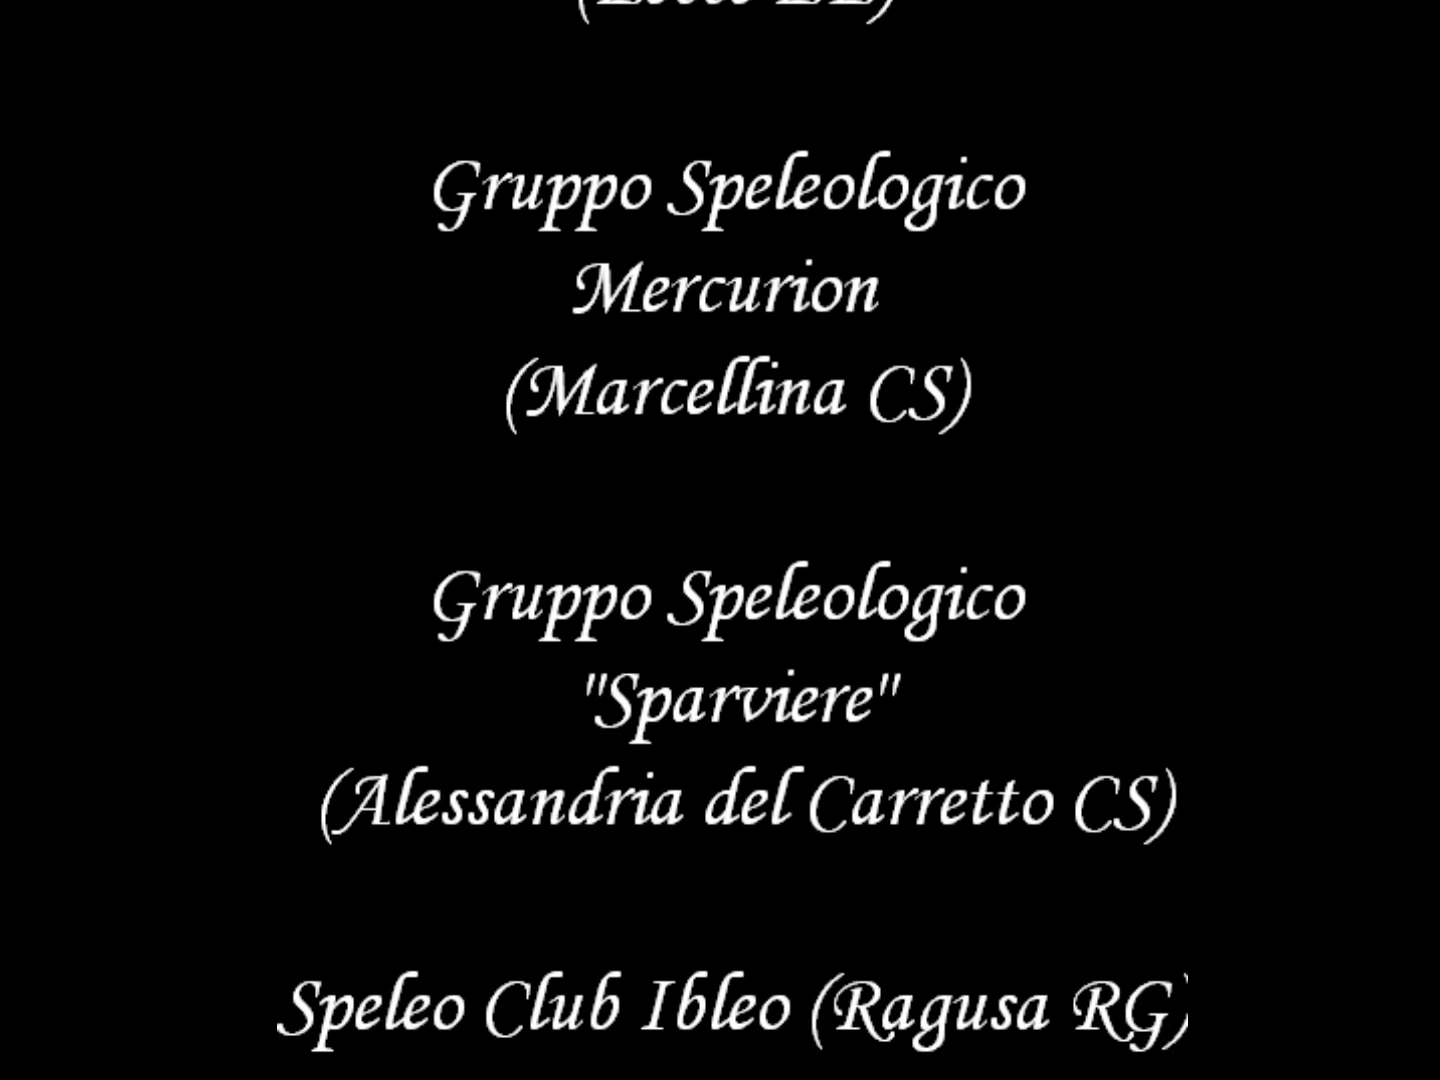 Gruppo Speleologico
Mercurion
(Marcellina CS)
Gruppo Speleologico
"Sparviere"
(Alessandria del Carretto CS)
Speleo Club Ibleo (Ragusa RG)